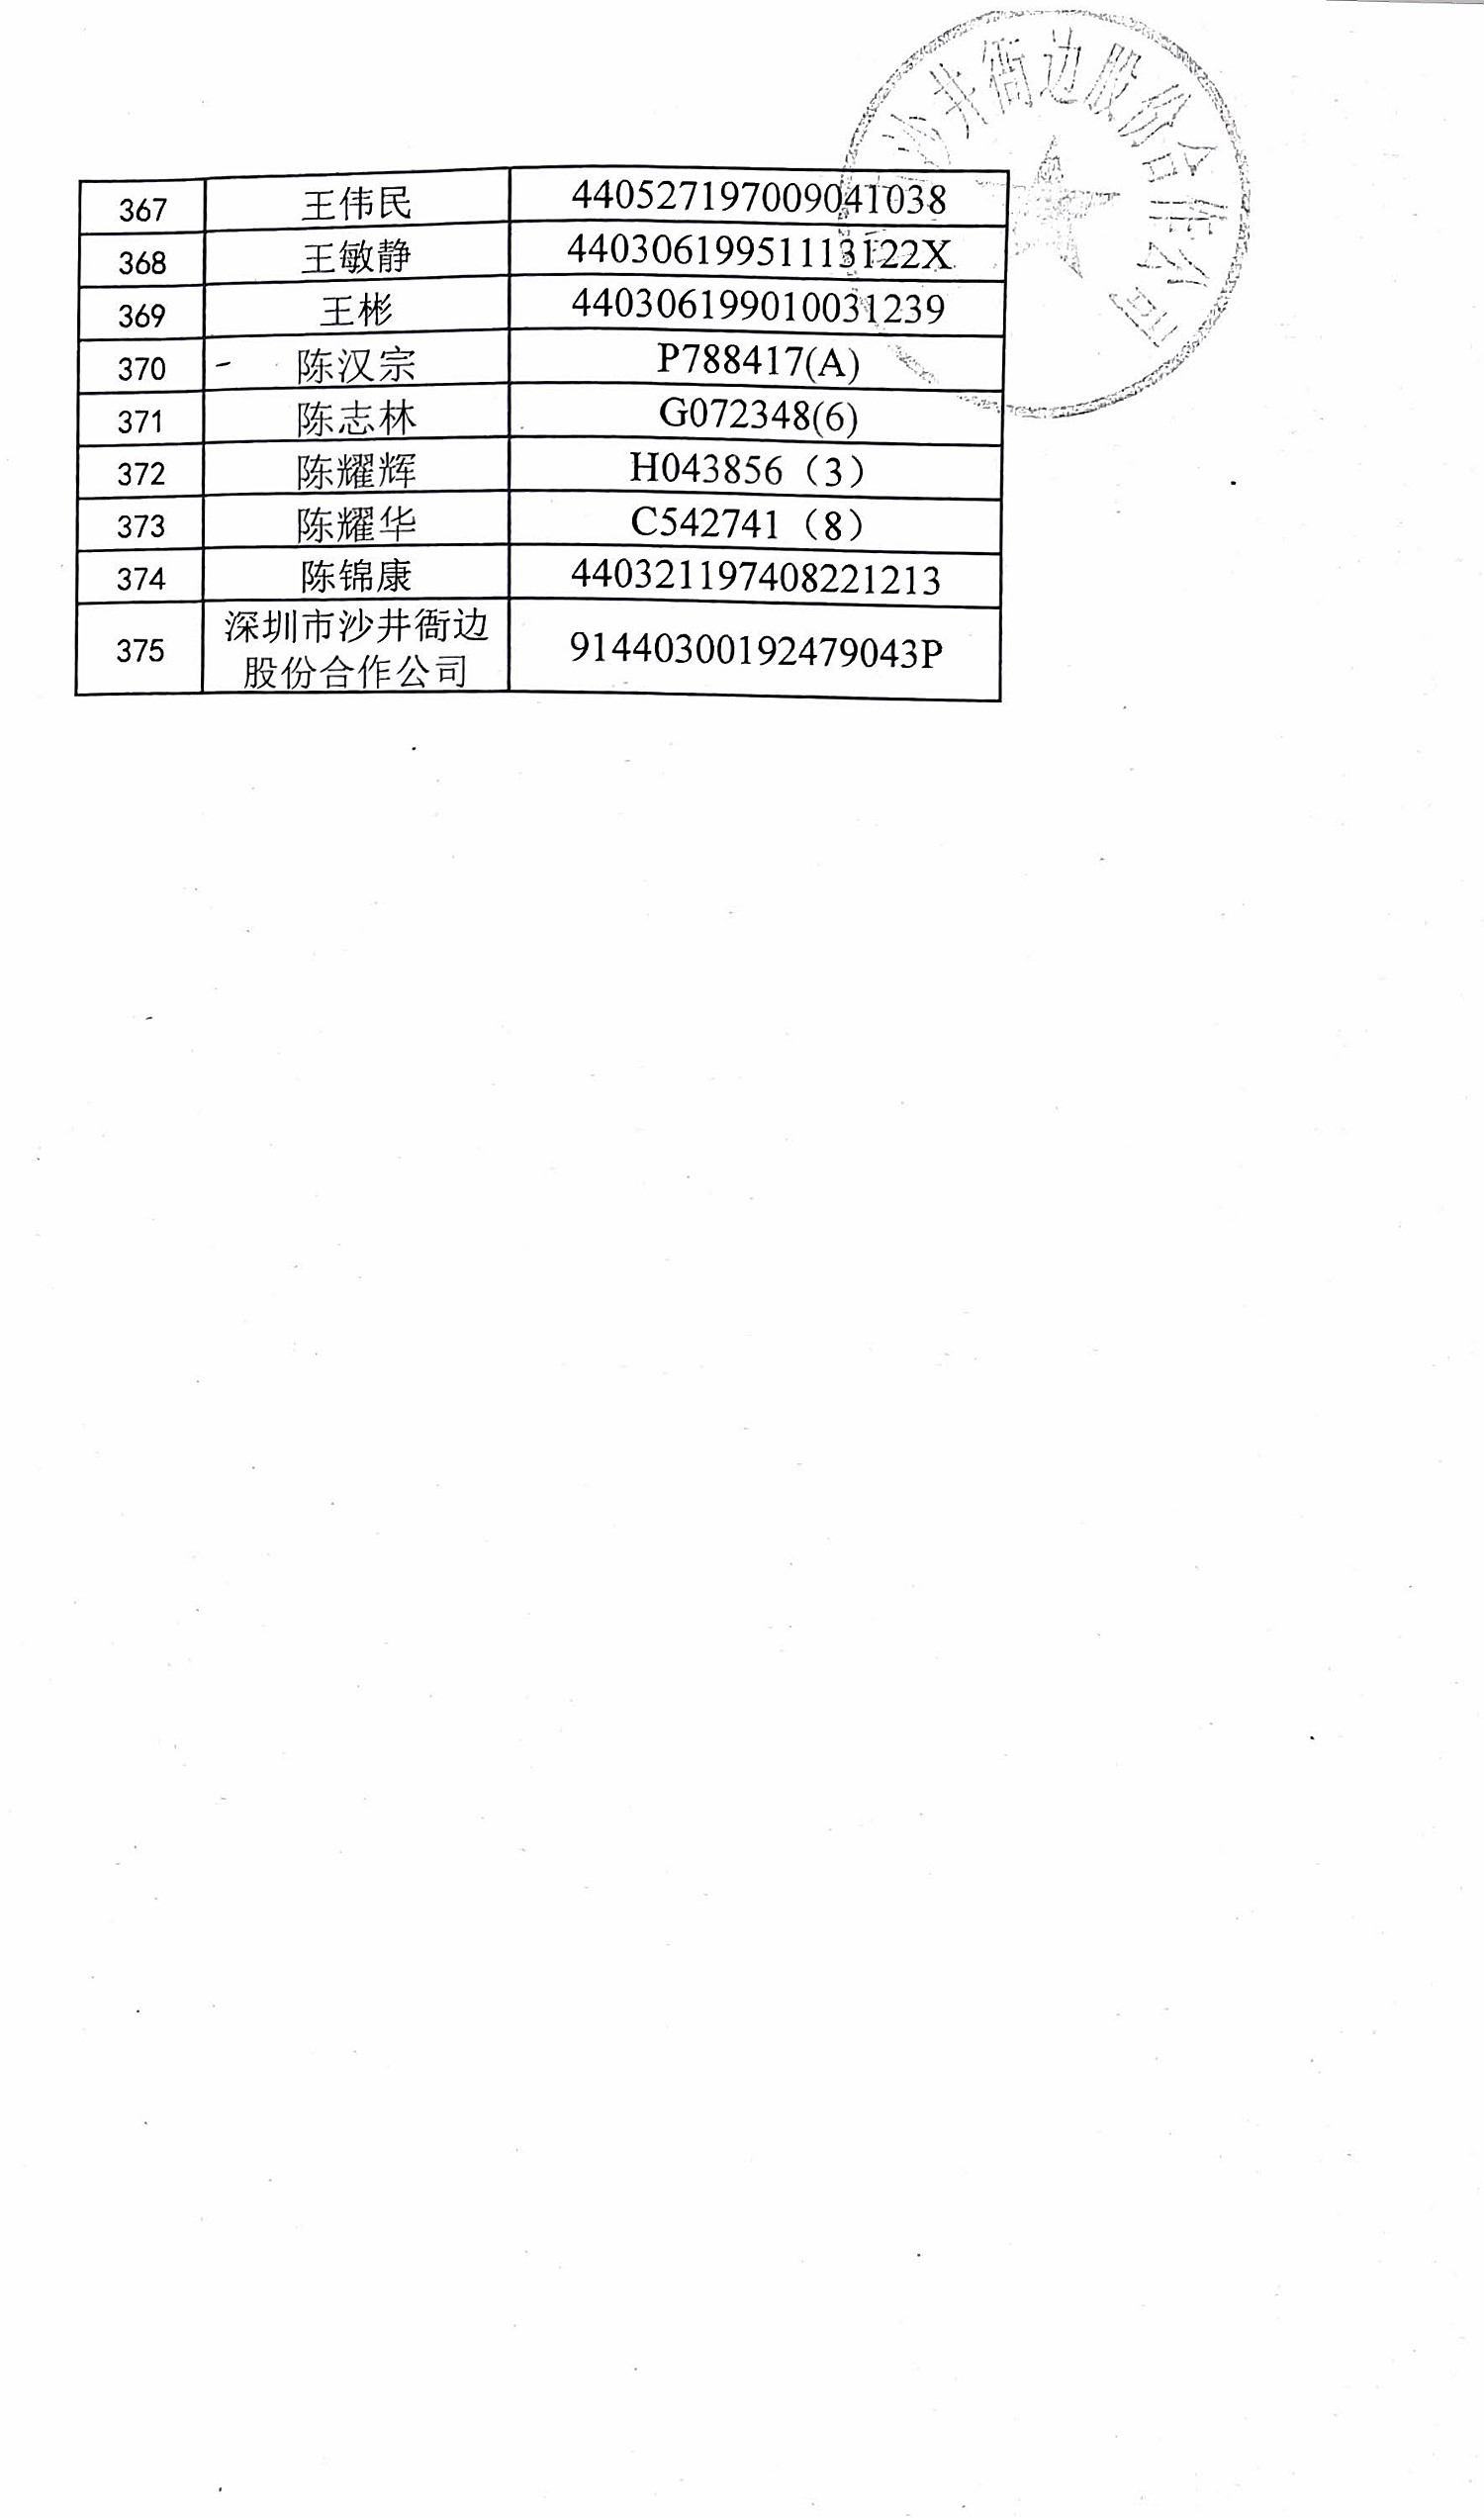 沙井衙边股份合作公司
367 王伟民 440527197009041038
368 王敏静 44030619951113122X
369 王彬 440306199010031239
370 陈汉宗 P788417(A)
371 陈志林 G072348(6)
372 陈耀辉 H043856（3）
373 陈耀华 C542741（8）
374 陈锦康 440321197408221213
375 深圳市沙井衙边 91440300192479043P
股份合作公司